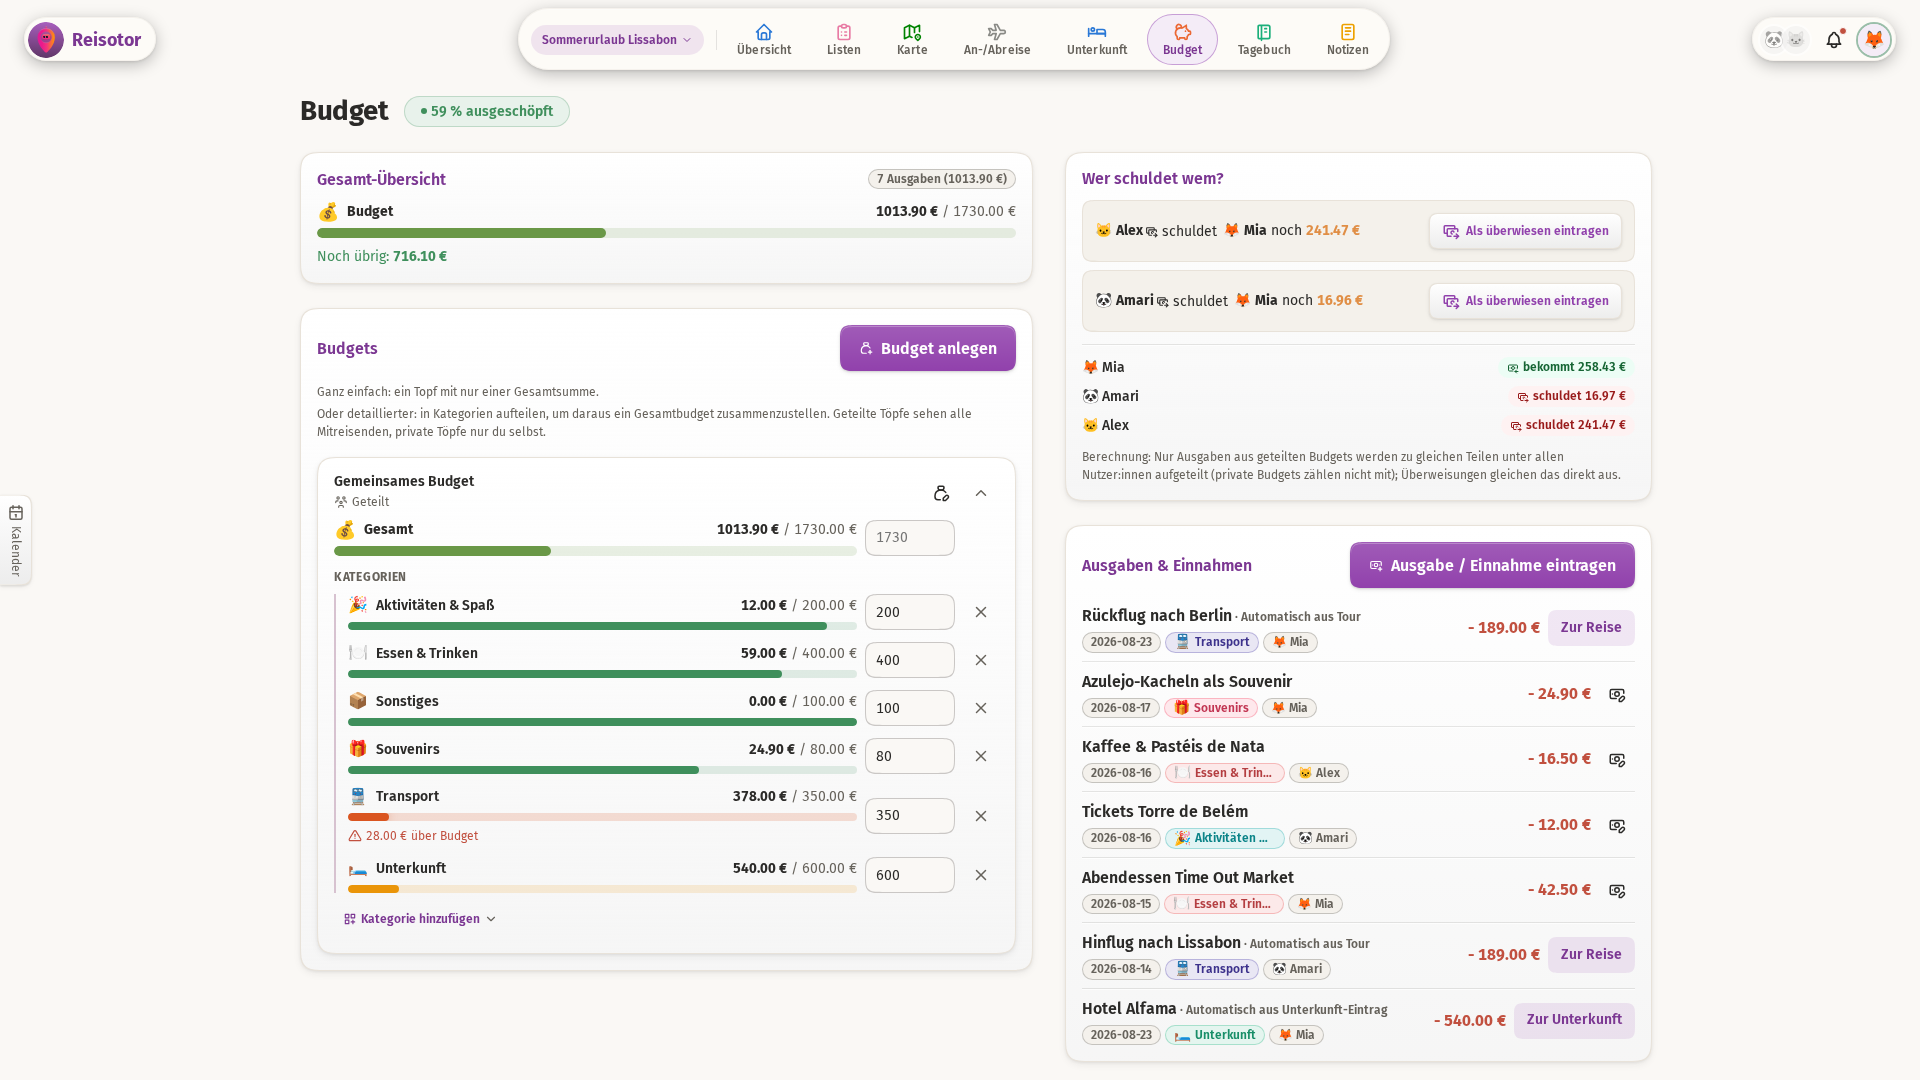 Reisotor
Sommerurlaub Lissabon
Übersicht
Listen
Karte
An-/Abreise
Unterkunft
Budget
Tagebuch
Notizen
Budget
59 % ausgeschöpft
Gesamt-Übersicht
7 Ausgaben (1013.90 €)
Budget
1013.90 € / 1730.00 €
Noch übrig: 716.10 €
Budgets
Budget anlegen
Ganz einfach: ein Topf mit nur einer Gesamtsumme.
Oder detaillierter: in Kategorien aufteilen, um daraus ein Gesamtbudget zusammenzustellen. Geteilte Töpfe sehen alle
Mitreisenden, private Töpfe nur du selbst.
Gemeinsames Budget
Geteilt
Gesamt
1013.90 € / 1730.00 €
1730
KATEGORIEN
Aktivitäten & Spaß
12.00 € / 200.00 €
200
Essen & Trinken
59.00 € / 400.00 €
400
Sonstiges
0.00 € / 100.00 €
100
Souvenirs
24.90 € / 80.00 €
80
Transport
378.00 € / 350.00 €
350
28.00 € über Budget
Unterkunft
540.00 € / 600.00 €
600
Kategorie hinzufügen
Kalender
Wer schuldet wem?
Alex schuldet Mia noch 241.47 €
Als überwiesen eintragen
Amari schuldet Mia noch 16.96 €
Als überwiesen eintragen
Mia
bekommt 258.43 €
Amari
schuldet 16.97 €
Alex
schuldet 241.47 €
Berechnung: Nur Ausgaben aus geteilten Budgets werden zu gleichen Teilen unter allen
Nutzer:innen aufgeteilt (private Budgets zählen nicht mit); Überweisungen gleichen das direkt aus.
Ausgaben & Einnahmen
Ausgabe / Einnahme eintragen
Rückflug nach Berlin · Automatisch aus Tour
2026-08-23 Transport Mia
- 189.00 €
Zur Reise
Azulejo-Kacheln als Souvenir
2026-08-17 Souvenirs Mia
- 24.90 €
Kaffee & Pastéis de Nata
2026-08-16 Essen & Trin... Alex
- 16.50 €
Tickets Torre de Belém
2026-08-16 Aktivitäten ... Amari
- 12.00 €
Abendessen Time Out Market
2026-08-15 Essen & Trin... Mia
- 42.50 €
Hinflug nach Lissabon · Automatisch aus Tour
2026-08-14 Transport Amari
- 189.00 €
Zur Reise
Hotel Alfama · Automatisch aus Unterkunft-Eintrag
2026-08-23 Unterkunft Mia
- 540.00 €
Zur Unterkunft